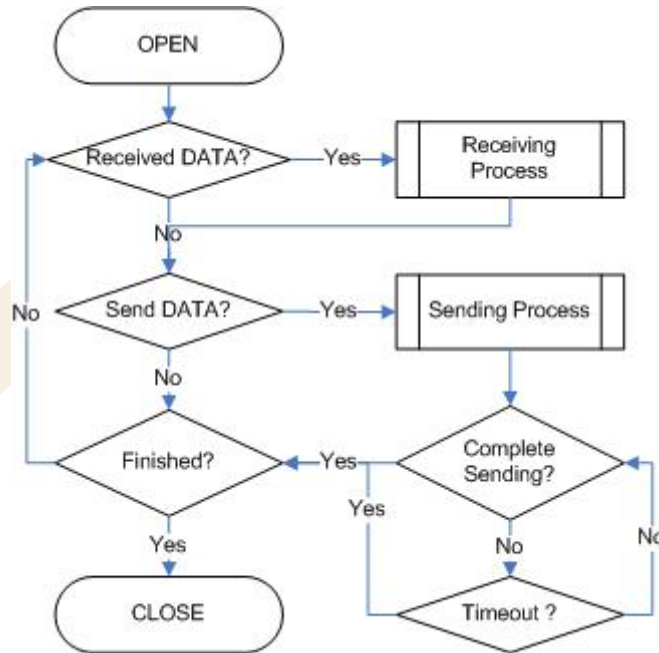 OPEN
Received DATA?
Yes
Receiving
Process
No
Send DATA?
Yes
Sending Process
No
No
Finished?
Yes
Complete
Sending?
Yes
Yes
No
No
CLOSE
Timeout ?